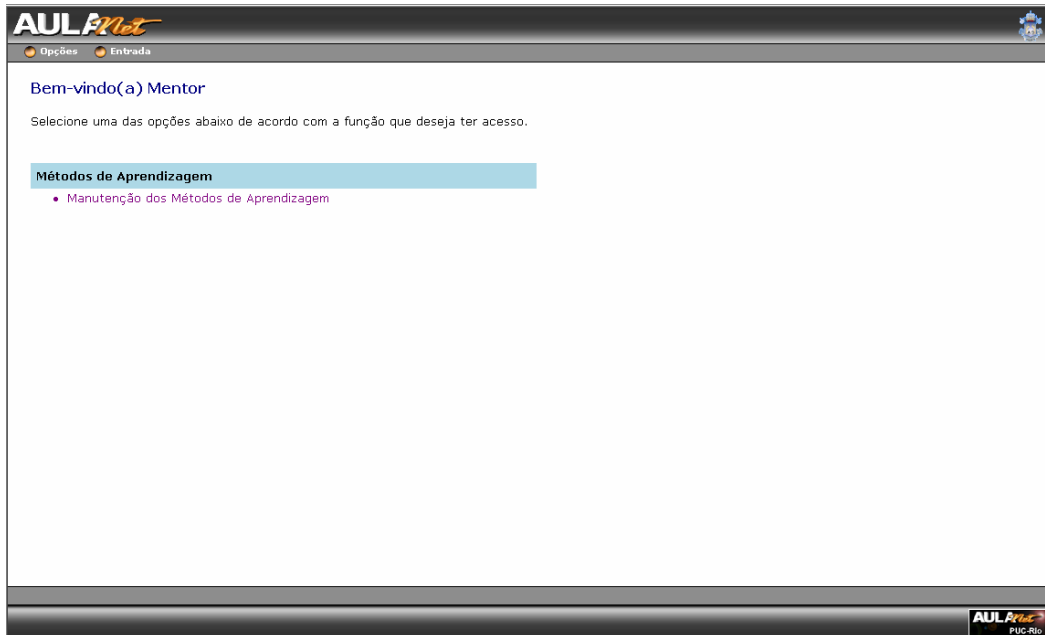 AULANet
Opções Entrada
Bem-vindo(a) Mentor
Selecione uma das opções abaixo de acordo com a função que deseja ter acesso.
Métodos de Aprendizagem
• Manutenção dos Métodos de Aprendizagem
AULANet
PUC-Rio